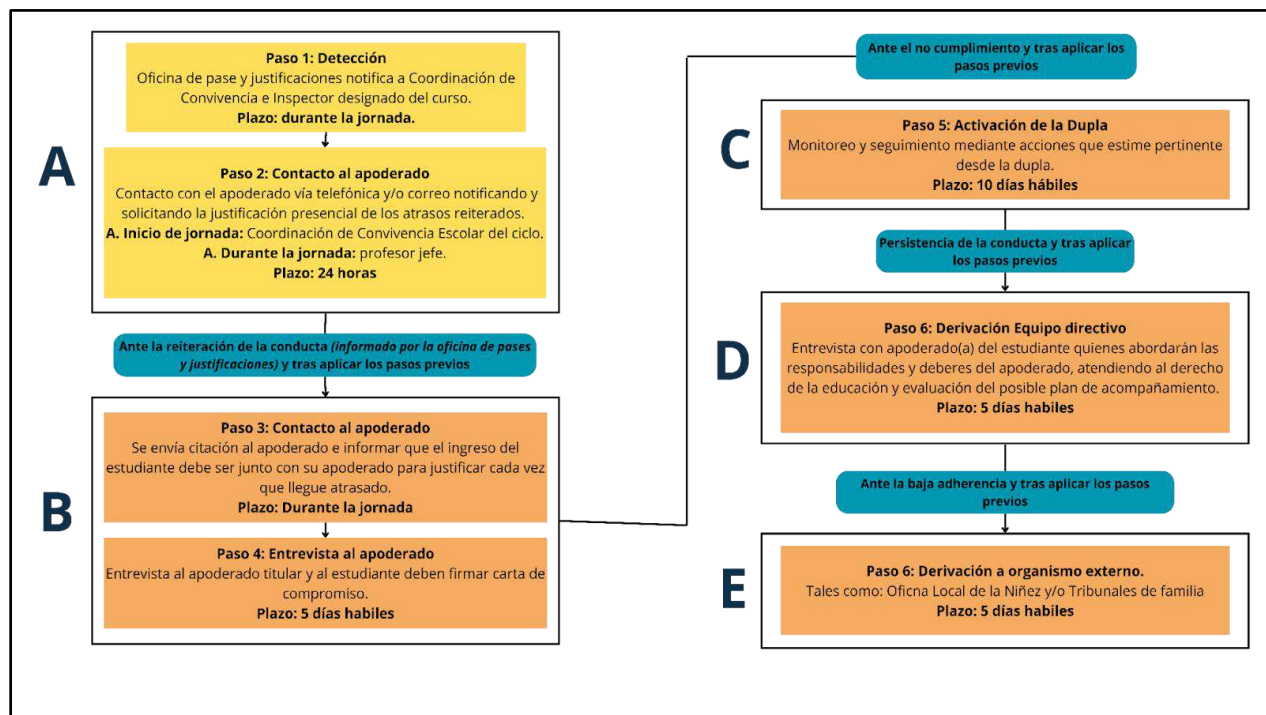 A
Paso 1: Detección
Oficina de pase y justificaciones notifica a Coordinación de
Convivencia e Inspector designado del curso.
Plazo: durante la jornada.
Paso 2: Contacto al apoderado
Contacto con el apoderado vía telefónica y/o correo notificando y
solicitando la justificación presencial de los atrasos reiterados.
A. Inicio de jornada: Coordinación de Convivencia Escolar del ciclo.
A. Durante la jornada: profesor jefe.
Plazo: 24 horas
Ante la reiteración de la conducta (informado por la oficina de pases
y justificaciones) y tras aplicar los pasos previos
B
Paso 3: Contacto al apoderado
Se envía citación al apoderado e informar que el ingreso del
estudiante debe ser junto con su apoderado para justificar cada vez
que llegue atrasado.
Plazo: Durante la jornada
Paso 4: Entrevista al apoderado
Entrevista al apoderado titular y al estudiante deben firmar carta de
compromiso.
Plazo: 5 días habiles
Ante el no cumplimiento y tras aplicar los
pasos previos
C
Paso 5: Activación de la Dupla
Monitoreo y seguimiento mediante acciones que estime pertinente
desde la dupla.
Plazo: 10 días hábiles
Persistencia de la conducta y tras aplicar
los pasos previos
D
Paso 6: Derivación Equipo directivo
Entrevista con apoderado(a) del estudiante quienes abordarán las
responsabilidades y deberes del apoderado, atendiendo al derecho
de la educación y evaluación del posible plan de acompañamiento.
Plazo: 5 días habiles
Ante la baja adherencia y tras aplicar los pasos
previos
E
Paso 6: Derivación a organismo externo.
Tales como: Oficna Local de la Niñez y/o Tribunales de familia
Plazo: 5 días habiles